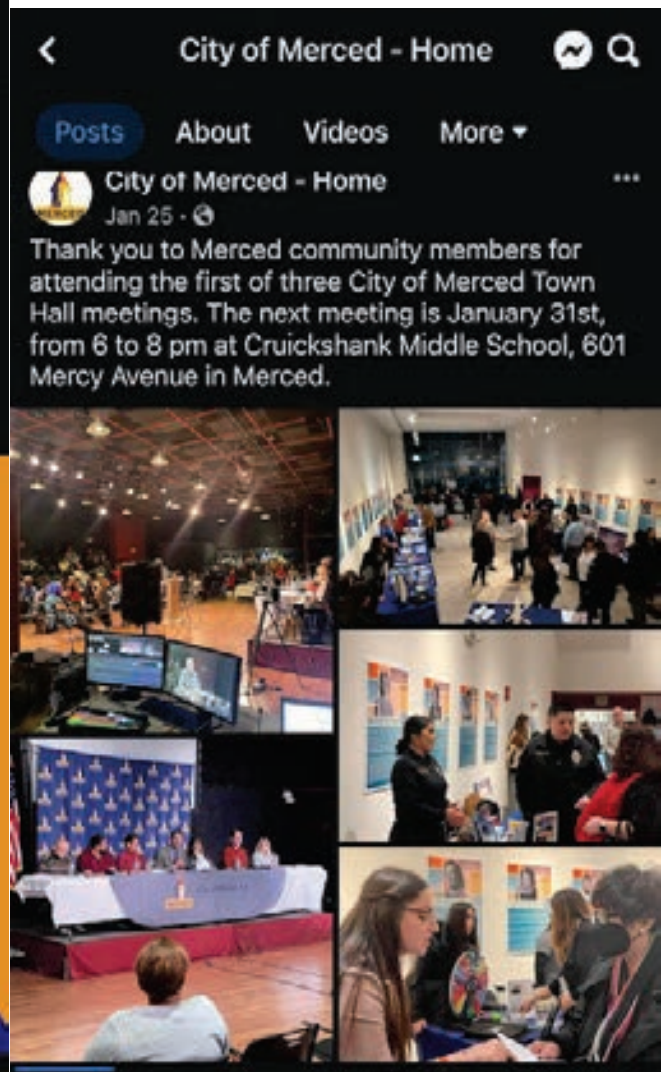 City of Merced - Home
Posts About Videos More
City of Merced - Home
Jan 25 ·
Thank you to Merced community members for
attending the first of three City of Merced Town
Hall meetings. The next meeting is January 31st,
from 6 to 8 pm at Cruickshank Middle School, 601
Mercy Avenue in Merced.
MERCED